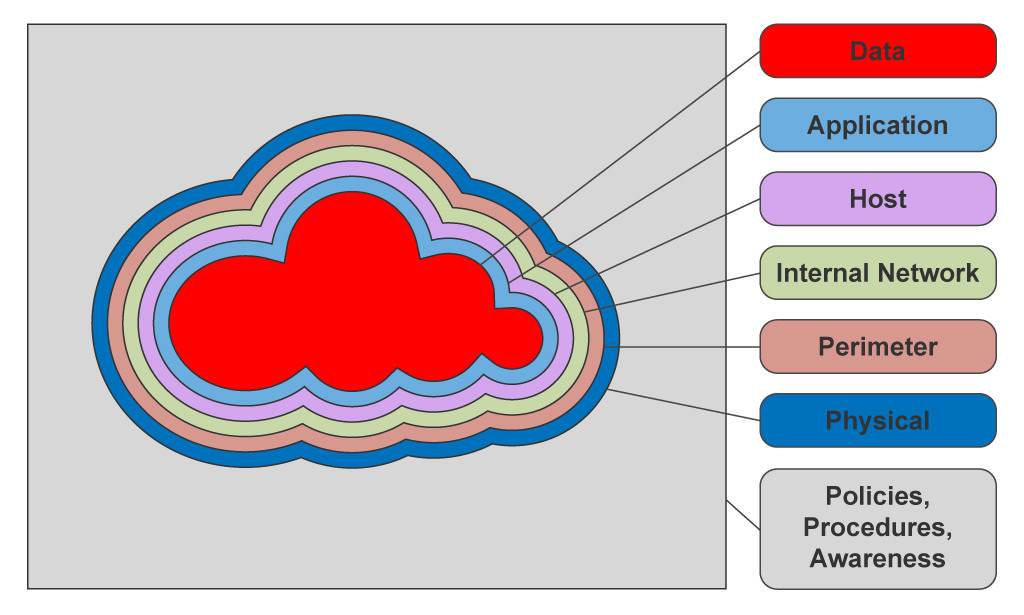 Data
Application
Host
Internal Network
Perimeter
Physical
Policies,
Procedures,
Awareness